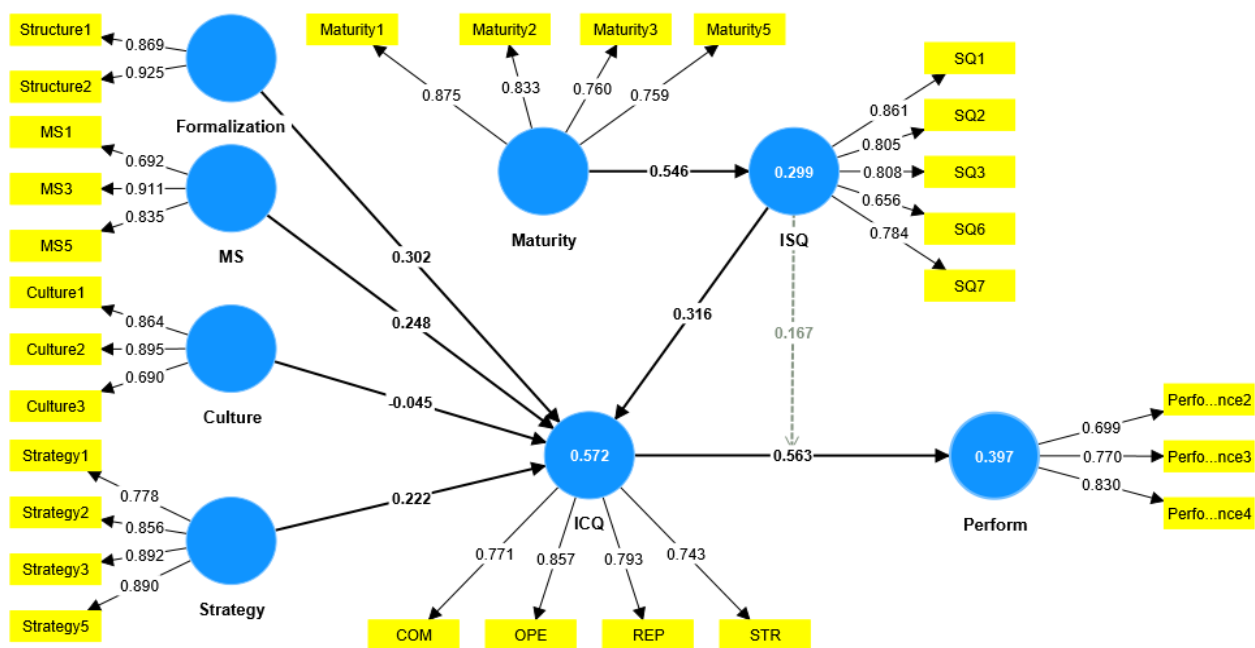 Structure1
0.869
Structure2
0.925
Formalization
MS1
0.692
MS3
0.911
MS5
0.835
MS
Culture1
0.864
Culture2
0.895
Culture3
0.690
Culture
Strategy1
0.778
Strategy2
0.856
Strategy3
0.892
Strategy5
0.890
Strategy
Maturity1
Maturity2
Maturity3
Maturity5
0.875
0.833
0.760
0.759
Maturity
0.546
0.299
ISQ
SQ1
0.861
SQ2
0.805
SQ3
0.808
SQ6
0.656
SQ7
0.784
0.302
0.248
-0.045
0.222
0.316
0.167
0.572
ICQ
0.563
0.771
0.857
0.793
0.743
COM
OPE
REP
STR
0.397
Perform
Perfo...nce2
0.699
Perfo...nce3
0.770
Perfo...nce4
0.830